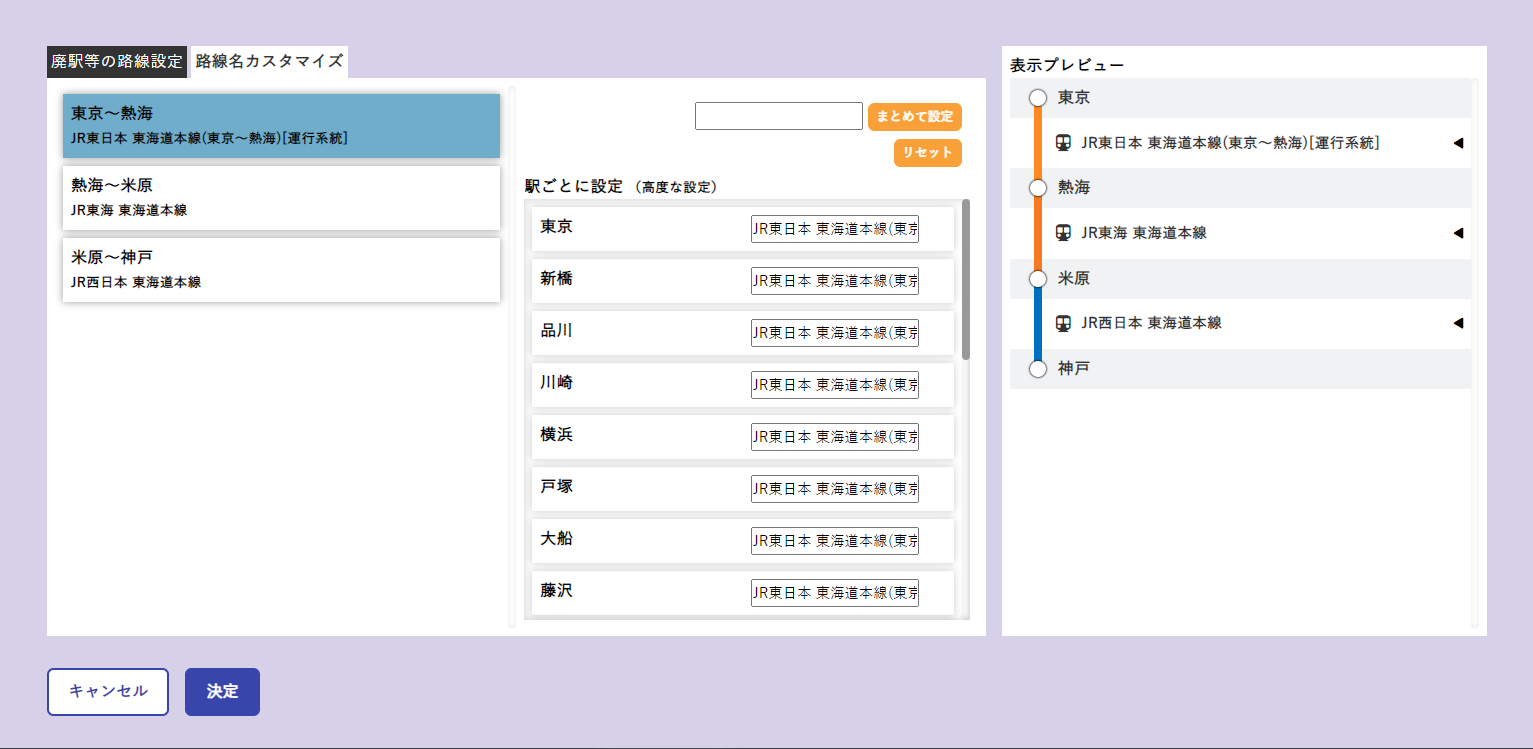 廃駅等の路線設定
路線名カスタマイズ
東京～熱海
JR東日本 東海道本線(東京～熱海)[運行系統]
熱海～米原
JR東海 東海道本線
米原～神戸
JR西日本 東海道本線
まとめて設定
リセット
駅ごとに設定 （高度な設定）
東京 JR東日本 東海道本線(東京
新橋 JR東日本 東海道本線(東京
品川 JR東日本 東海道本線(東京
川崎 JR東日本 東海道本線(東京
横浜 JR東日本 東海道本線(東京
戸塚 JR東日本 東海道本線(東京
大船 JR東日本 東海道本線(東京
藤沢 JR東日本 東海道本線(東京
表示プレビュー
東京
JR東日本 東海道本線(東京～熱海)[運行系統]
熱海
JR東海 東海道本線
米原
JR西日本 東海道本線
神戸
キャンセル
決定